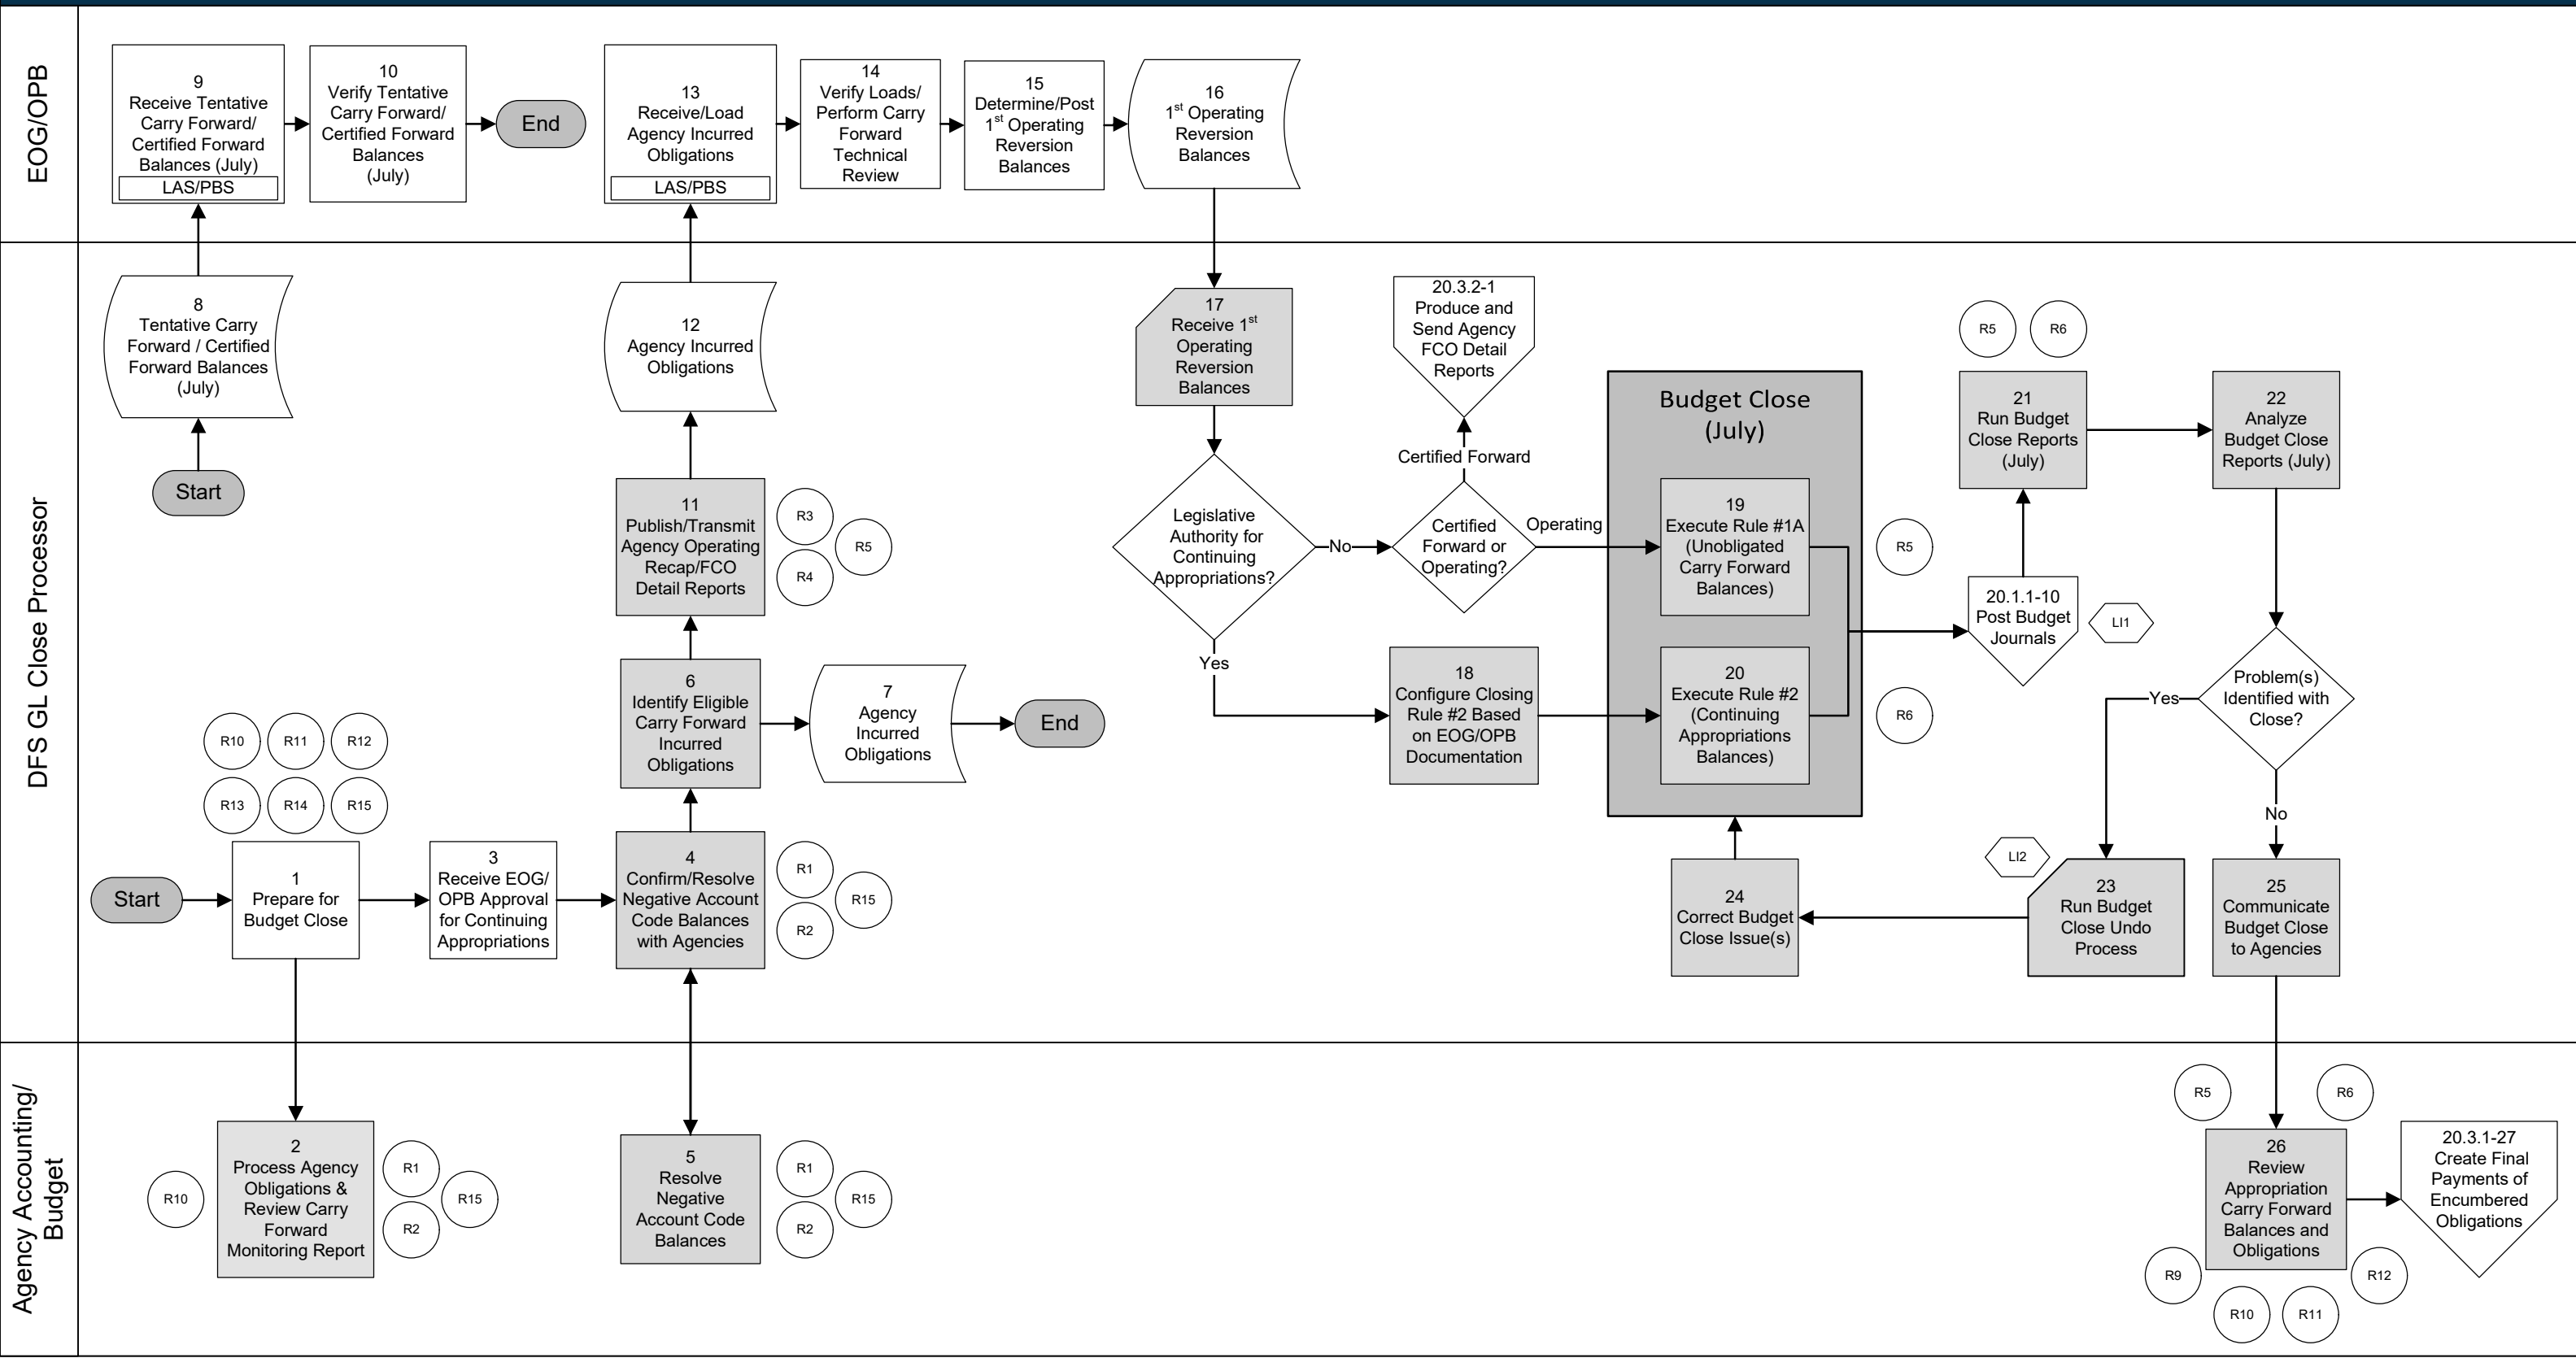 EOG/OPB
9
Receive Tentative
Carry Forward/
Certified Forward
Balances (July)
LAS/PBS
10
Verify Tentative
Carry Forward/
Certified Forward
Balances
(July)
End
13
Receive/Load
Agency Incurred
Obligations
LAS/PBS
14
Verify Loads/
Perform Carry
Forward
Technical
Review
15
Determine/Post
1st Operating
Reversion
Balances
16
1st Operating
Reversion
Balances
DFS GL Close Processor
8
Tentative Carry
Forward / Certified
Forward Balances
(July)
Start
12
Agency Incurred
Obligations
11
Publish/Transmit
Agency Operating
Recap/FCO
Detail Reports
R3
R4
R5
6
Identify Eligible
Carry Forward
Incurred
Obligations
7
Agency
Incurred
Obligations
End
R10
R11
R12
R13
R14
R15
Start
1
Prepare for
Budget Close
3
Receive EOG/
OPB Approval
for Continuing
Appropriations
4
Confirm/Resolve
Negative Account
Code Balances
with Agencies
R1
R2
R15
17
Receive 1st
Operating
Reversion
Balances
Legislative
Authority for
Continuing
Appropriations?
No
Yes
20.3.2-1
Produce and
Send Agency
FCO Detail
Reports
Certified Forward
Certified
Forward or
Operating?
Operating
18
Configure Closing
Rule #2 Based
on EOG/OPB
Documentation
Budget Close
(July)
19
Execute Rule #1A
(Unobligated
Carry Forward
Balances)
20
Execute Rule #2
(Continuing
Appropriations
Balances)
R5
R6
20.1.1-10
Post Budget
Journals
LI1
R5
R6
21
Run Budget
Close Reports
(July)
22
Analyze
Budget Close
Reports (July)
Problem(s)
Identified with
Close?
Yes
No
LI2
23
Run Budget
Close Undo
Process
24
Correct Budget
Close Issue(s)
25
Communicate
Budget Close
to Agencies
Agency Accounting/
Budget
R10
2
Process Agency
Obligations &
Review Carry
Forward
Monitoring Report
R1
R2
R15
5
Resolve
Negative
Account Code
Balances
R1
R2
R15
R5
R6
26
Review
Appropriation
Carry Forward
Balances and
Obligations
R9
R10
R11
R12
20.3.1-27
Create Final
Payments of
Encumbered
Obligations